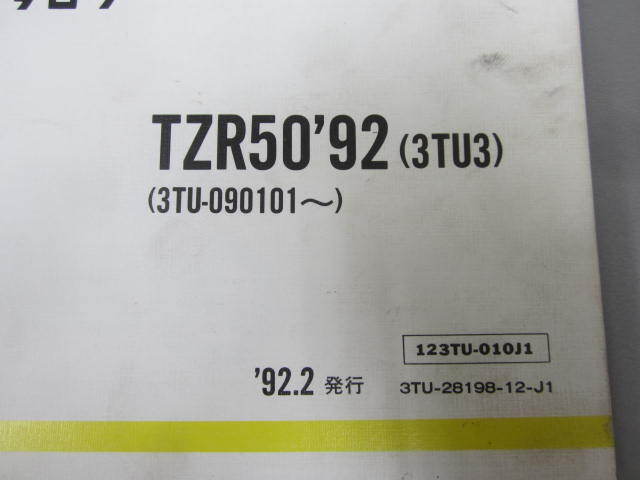 TZR50'92 (3TU3)
(3TU-090101〜)
123TU-010J1
'92.2 発行 3TU-28198-12-J1